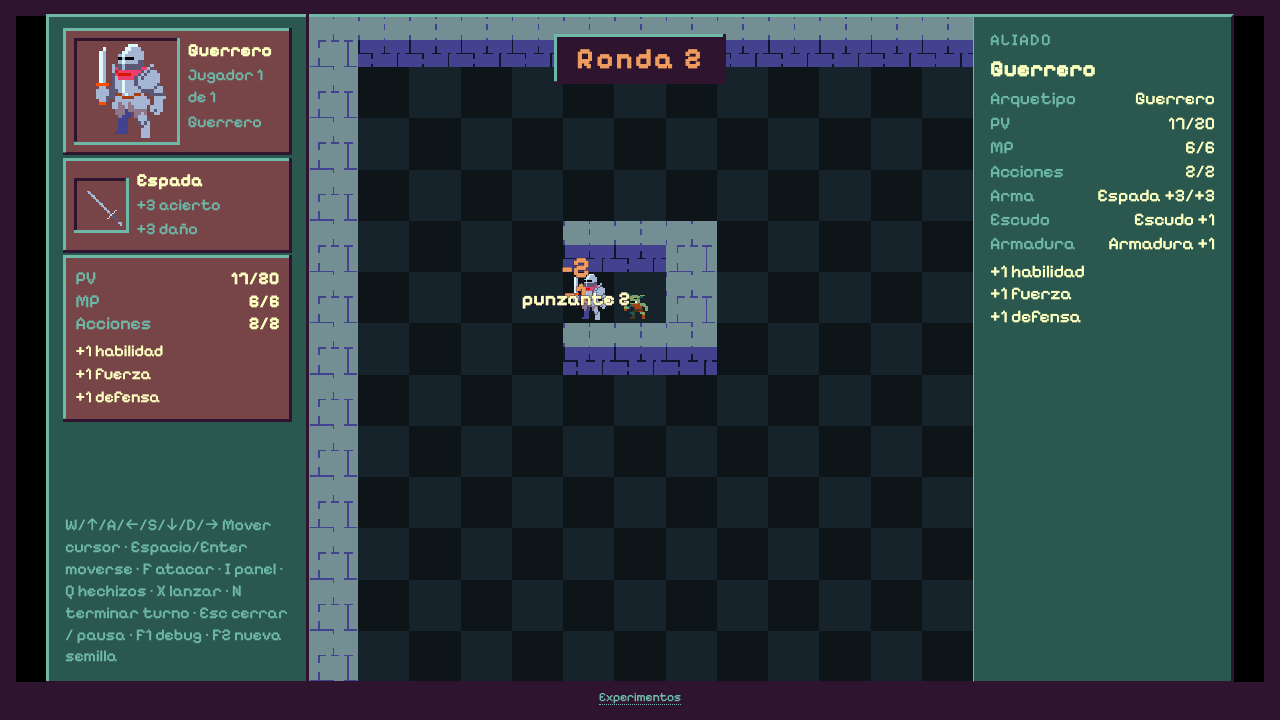 Guerrero
Jugador 1
de 1
Guerrero
Espada
+3 acierto
+3 daño
PV 17/20
MP 6/6
Acciones 2/2
+1 habilidad
+1 fuerza
+1 defensa
W/↑/A/←/S/↓/D/→ Mover
cursor · Espacio/Enter
moverse · F atacar · I panel ·
Q hechizos · X lanzar · N
terminar turno · Esc cerrar
/ pausa · F1 debug · F2 nueva
semilla
Ronda 2
-2
punzante 2
ALIADO
Guerrero
Arquetipo Guerrero
PV 17/20
MP 6/6
Acciones 2/2
Arma Espada +3/+3
Escudo Escudo +1
Armadura Armadura +1
+1 habilidad
+1 fuerza
+1 defensa
Experimentos